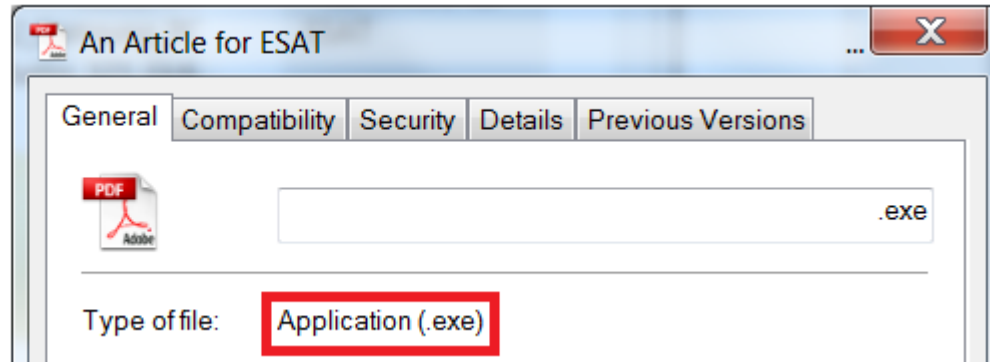 An Article for ESAT ... X
General Compatibility Security Details Previous Versions
PDF
Adobe
.exe
Type of file: Application (.exe)